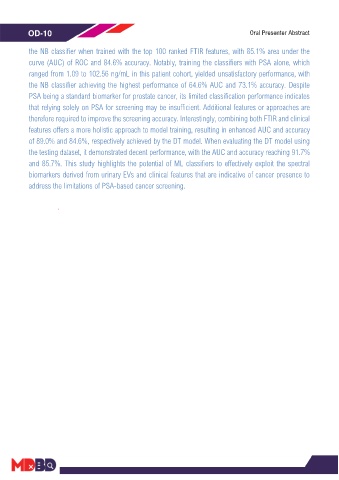 OD-10
Oral Presenter Abstract
the NB classifier when trained with the top 100 ranked FTIR features, with 85.1% area under the
curve (AUC) of ROC and 84.6% accuracy. Notably, training the classifiers with PSA alone, which
ranged from 1.09 to 102.56 ng/mL in this patient cohort, yielded unsatisfactory performance, with
the NB classifier achieving the highest performance of 64.6% AUC and 73.1% accuracy. Despite
PSA being a standard biomarker for prostate cancer, its limited classification performance indicates
that relying solely on PSA for screening may be insufficient. Additional features or approaches are
therefore required to improve the screening accuracy. Interestingly, combining both FTIR and clinical
features offers a more holistic approach to model training, resulting in enhanced AUC and accuracy
of 89.0% and 84.6%, respectively achieved by the DT model. When evaluating the DT model using
the testing dataset, it demonstrated decent performance, with the AUC and accuracy reaching 91.7%
and 85.7%. This study highlights the potential of ML classifiers to effectively exploit the spectral
biomarkers derived from urinary EVs and clinical features that are indicative of cancer presence to
address the limitations of PSA-based cancer screening.
.